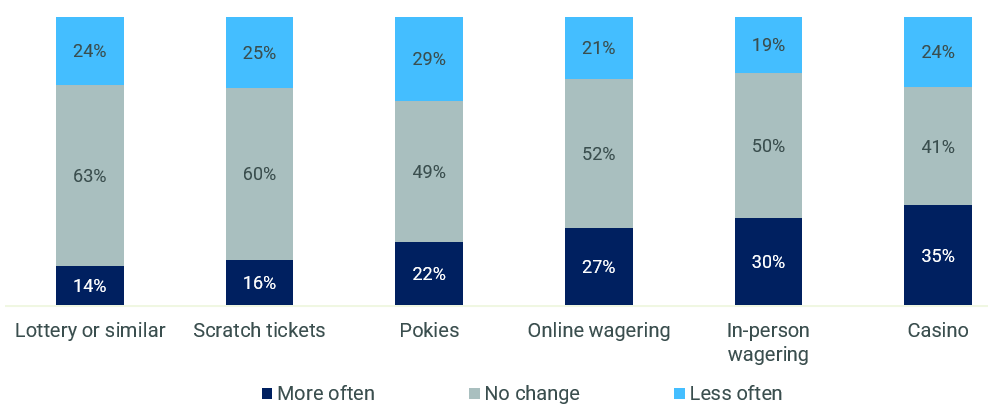 24%
25%
29%
21%
19%
24%
63%
60%
49%
52%
50%
41%
14%
16%
22%
27%
30%
35%
Lottery or similar
Scratch tickets
Pokies
Online wagering
In-person
wagering
Casino
More often
No change
Less often